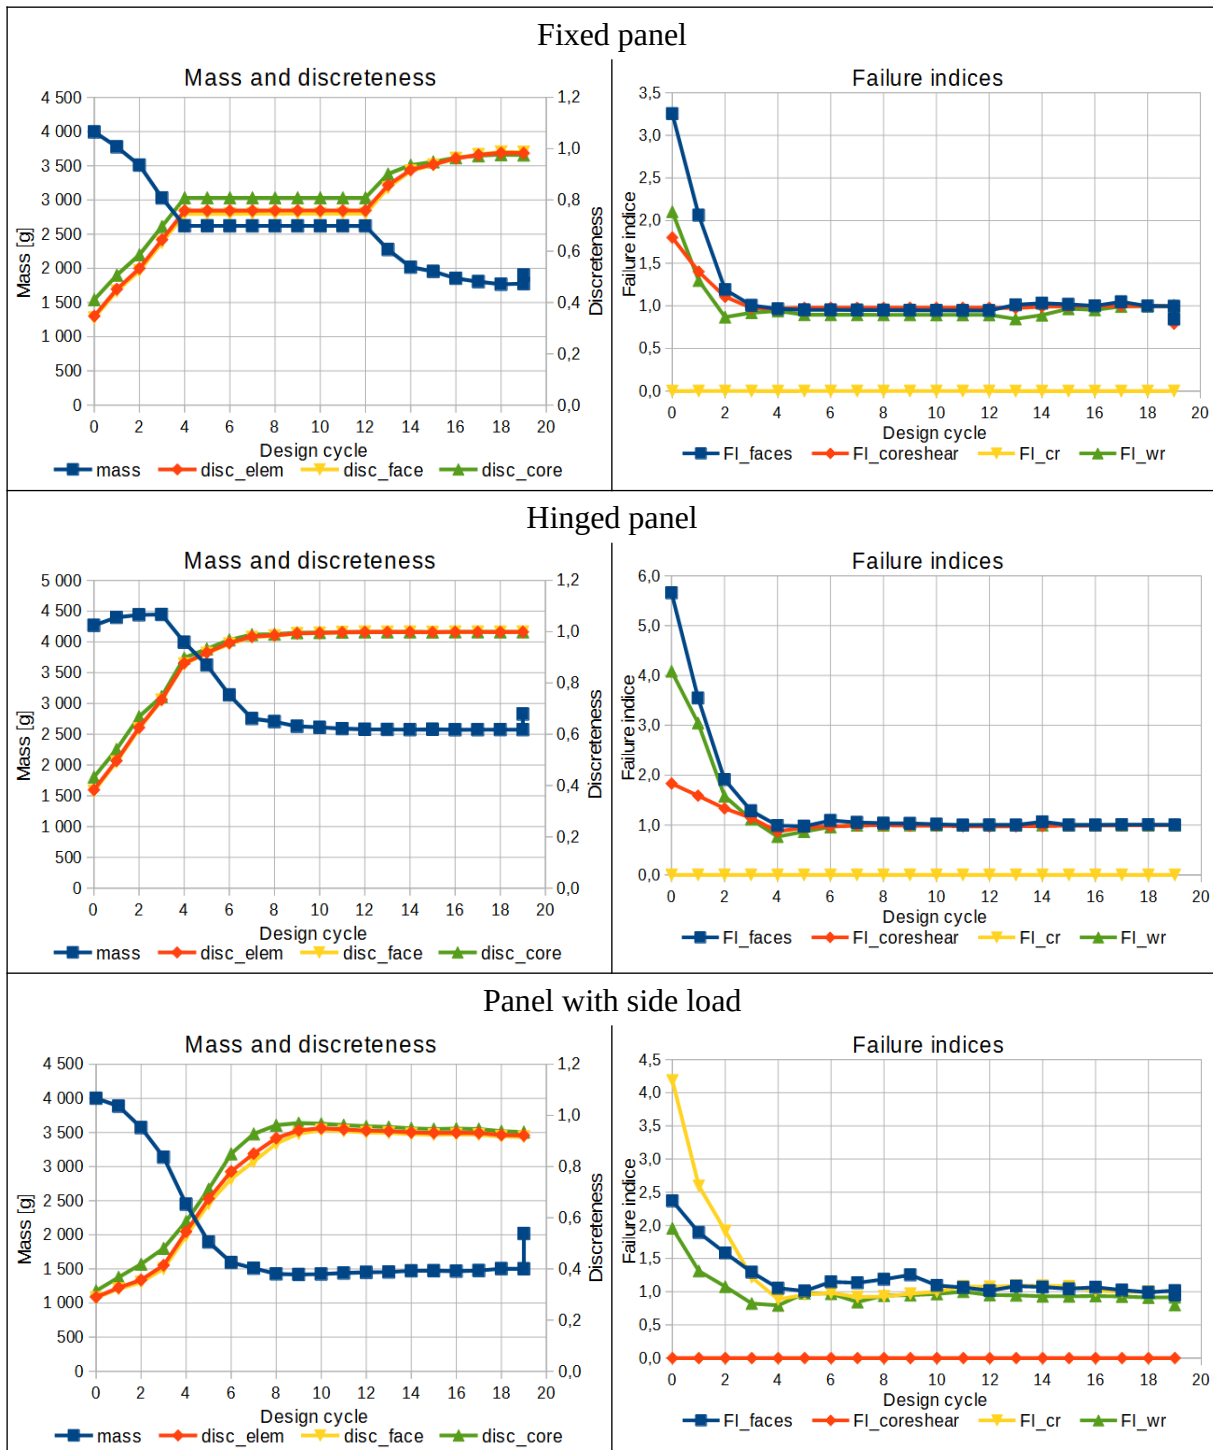 Fixed panel
Mass and discreteness
4 500
4 000
3 500
3 000
2 500
2 000
1 500
1 000
500
0
Mass [g]
1,2
1,0
0,8
0,6
0,4
0,2
0,0
Discreteness
0 2 4 6 8 10 12 14 16 18 20
Design cycle
mass disc_elem disc_face disc_core
Failure indices
3,5
3,0
2,5
2,0
1,5
1,0
0,5
0,0
Failure indice
0 2 4 6 8 10 12 14 16 18 20
Design cycle
FI_faces FI_coreshear FI_cr FI_wr
Hinged panel
Mass and discreteness
5 000
4 500
4 000
3 500
3 000
2 500
2 000
1 500
1 000
500
0
Mass [g]
1,2
1,0
0,8
0,6
0,4
0,2
0,0
Discreteness
0 2 4 6 8 10 12 14 16 18 20
Design cycle
mass disc_elem disc_face disc_core
Failure indices
6,0
5,0
4,0
3,0
2,0
1,0
0,0
Failure indice
0 2 4 6 8 10 12 14 16 18 20
Design cycle
FI_faces FI_coreshear FI_cr FI_wr
Panel with side load
Mass and discreteness
4 500
4 000
3 500
3 000
2 500
2 000
1 500
1 000
500
0
Mass [g]
1,2
1,0
0,8
0,6
0,4
0,2
0,0
Discreteness
0 2 4 6 8 10 12 14 16 18 20
Design cycle
mass disc_elem disc_face disc_core
Failure indices
4,5
4,0
3,5
3,0
2,5
2,0
1,5
1,0
0,5
0,0
Failure indice
0 2 4 6 8 10 12 14 16 18 20
Design cycle
FI_faces FI_coreshear FI_cr FI_wr